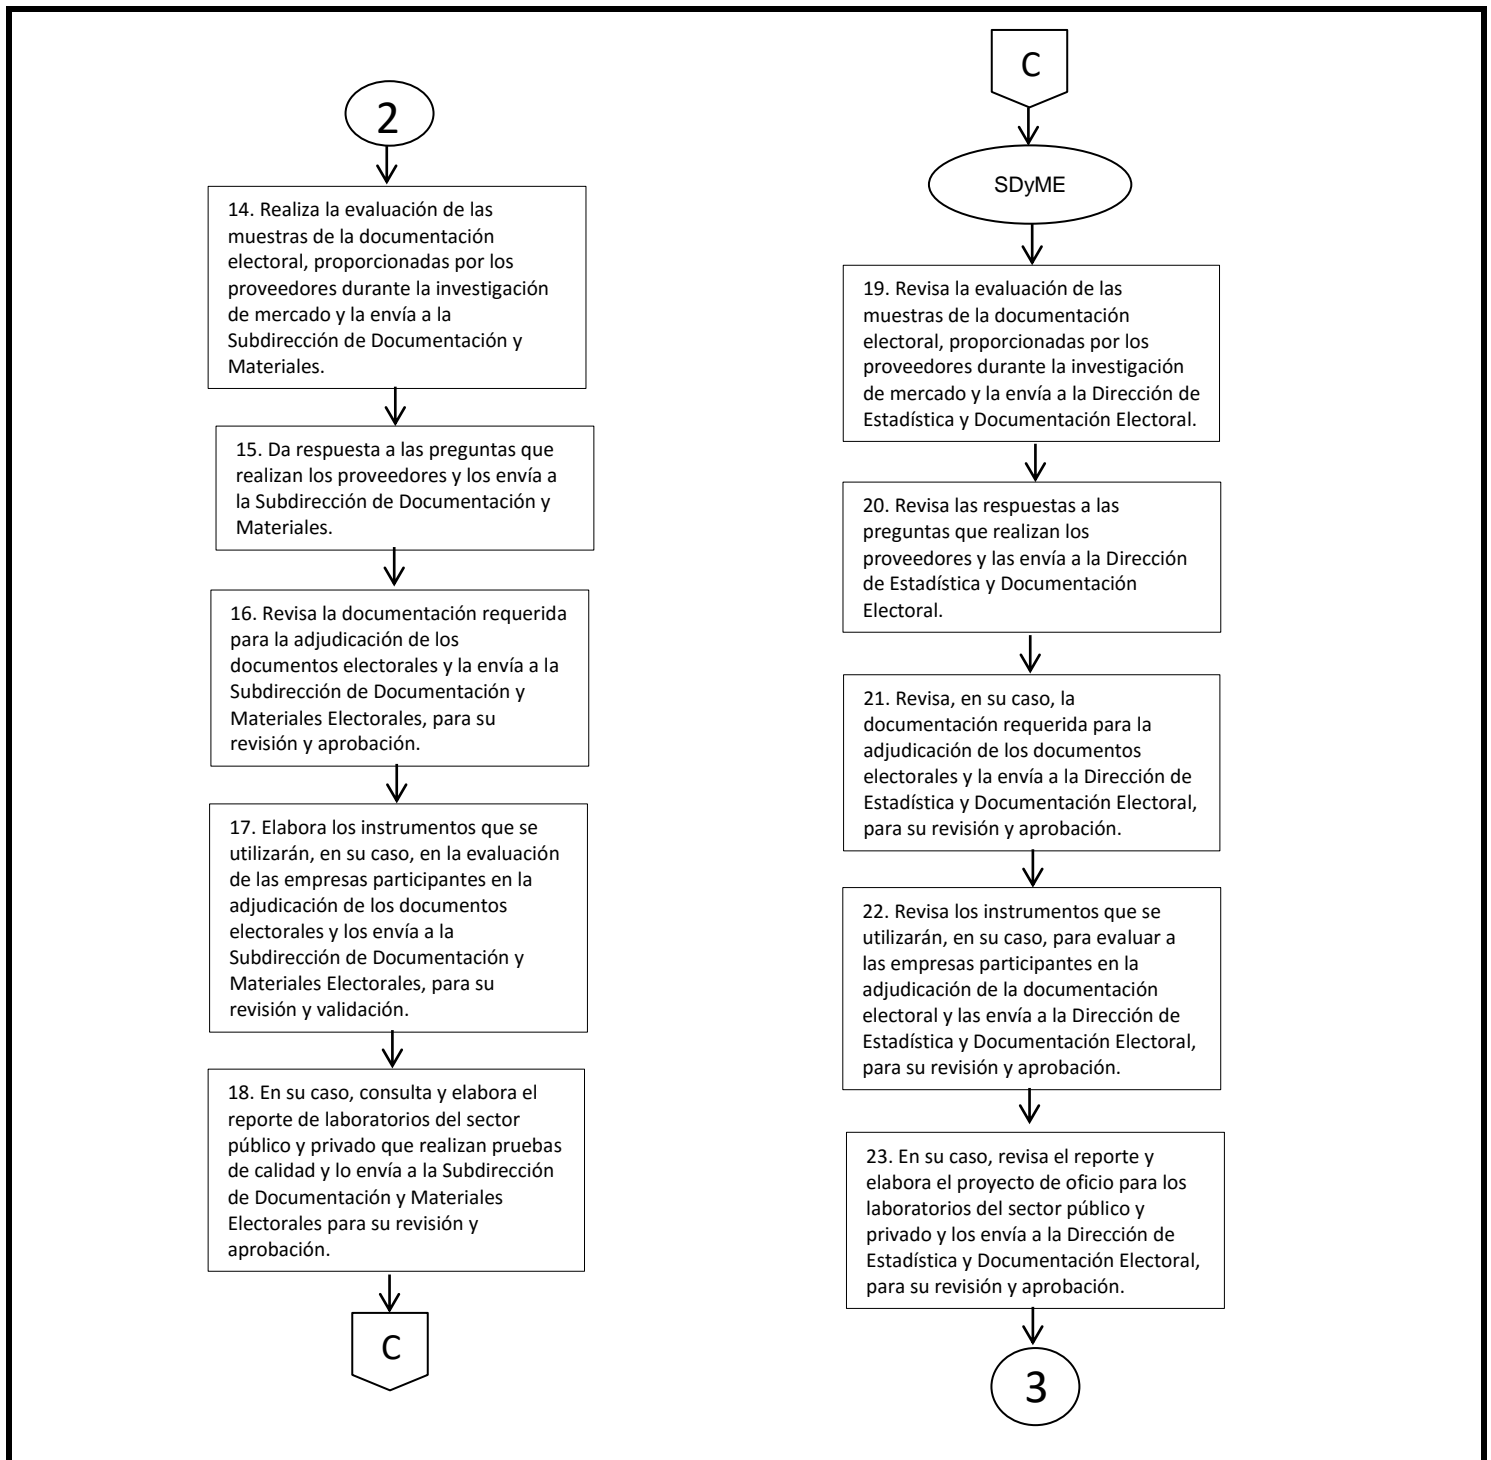 2
14. Realiza la evaluación de las
muestras de la documentación
electoral, proporcionadas por los
proveedores durante la investigación
de mercado y la envía a la
Subdirección de Documentación y
Materiales.
15. Da respuesta a las preguntas que
realizan los proveedores y los envía a
la Subdirección de Documentación y
Materiales.
16. Revisa la documentación requerida
para la adjudicación de los
documentos electorales y la envía a la
Subdirección de Documentación y
Materiales Electorales, para su
revisión y aprobación.
17. Elabora los instrumentos que se
utilizarán, en su caso, en la evaluación
de las empresas participantes en la
adjudicación de los documentos
electorales y los envía a la
Subdirección de Documentación y
Materiales Electorales, para su
revisión y validación.
18. En su caso, consulta y elabora el
reporte de laboratorios del sector
público y privado que realizan pruebas
de calidad y lo envía a la Subdirección
de Documentación y Materiales
Electorales para su revisión y
aprobación.
C
C
SDyME
19. Revisa la evaluación de las
muestras de la documentación
electoral, proporcionadas por los
proveedores durante la investigación
de mercado y la envía a la Dirección de
Estadística y Documentación Electoral.
20. Revisa las respuestas a las
preguntas que realizan los
proveedores y las envía a la Dirección
de Estadística y Documentación
Electoral.
21. Revisa, en su caso, la
documentación requerida para la
adjudicación de los documentos
electorales y la envía a la Dirección de
Estadística y Documentación Electoral,
para su revisión y aprobación.
22. Revisa los instrumentos que se
utilizarán, en su caso, para evaluar a
las empresas participantes en la
adjudicación de la documentación
electoral y las envía a la Dirección de
Estadística y Documentación Electoral,
para su revisión y aprobación.
23. En su caso, revisa el reporte y
elabora el proyecto de oficio para los
laboratorios del sector público y
privado y los envía a la Dirección de
Estadística y Documentación Electoral,
para su revisión y aprobación.
3